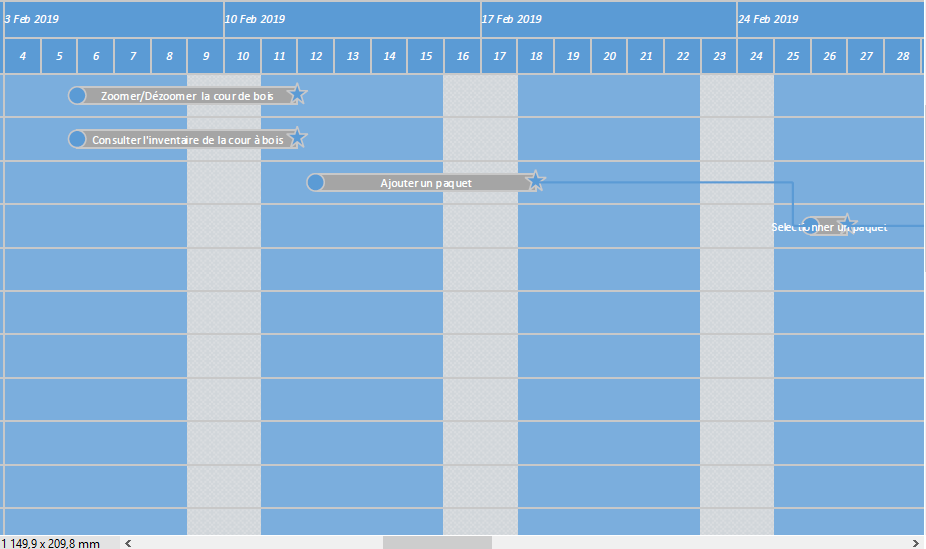 3 Feb 2019 10 Feb 2019 17 Feb 2019 24 Feb 2019
4 5 6 7 8 9 10 11 12 13 14 15 16 17 18 19 20 21 22 23 24 25 26 27 28
Zoomer/Dézoomer la cour de bois
Consulter l'inventaire de la cour à bois
Ajouter un paquet
Selectionner un paquet
1 149,9 x 209,8 mm